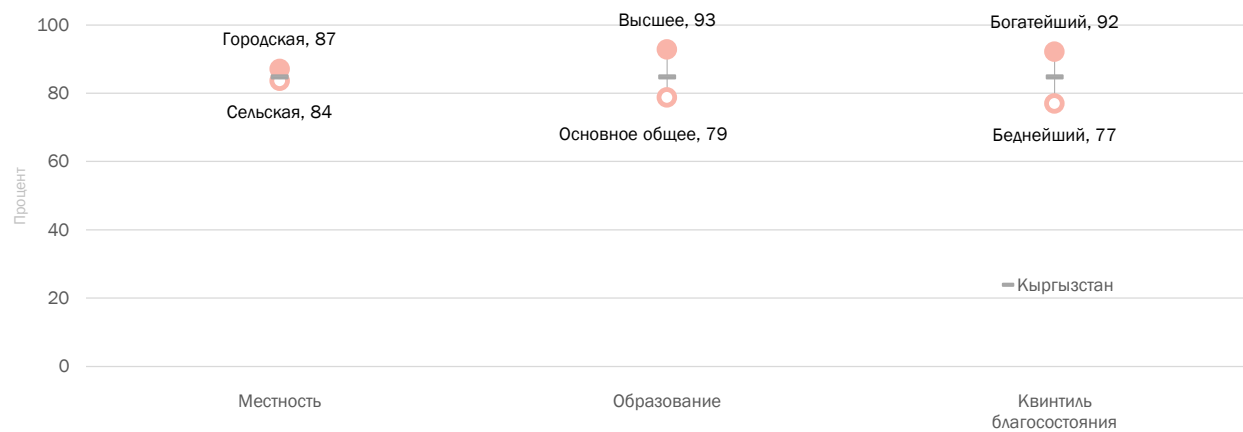 100
80
60
40
20
0
Процент
Городская, 87
Сельская, 84
Высшее, 93
Основное общее, 79
Богатейший, 92
Беднейший, 77
Кыргызстан
Местность
Образование
Квинтиль
благосостояния